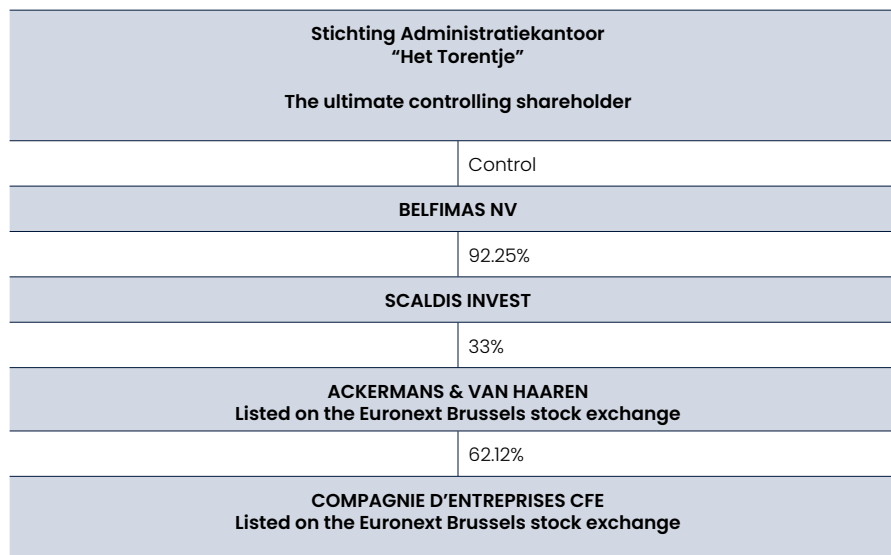 Stichting Administratiekantoor
“Het Torentje”
The ultimate controlling shareholder
Control
BELFIMAS NV
92.25%
SCALDIS INVEST
33%
ACKERMANS & VAN HAAREN
Listed on the Euronext Brussels stock exchange
62.12%
COMPAGNIE D’ENTREPRISES CFE
Listed on the Euronext Brussels stock exchange